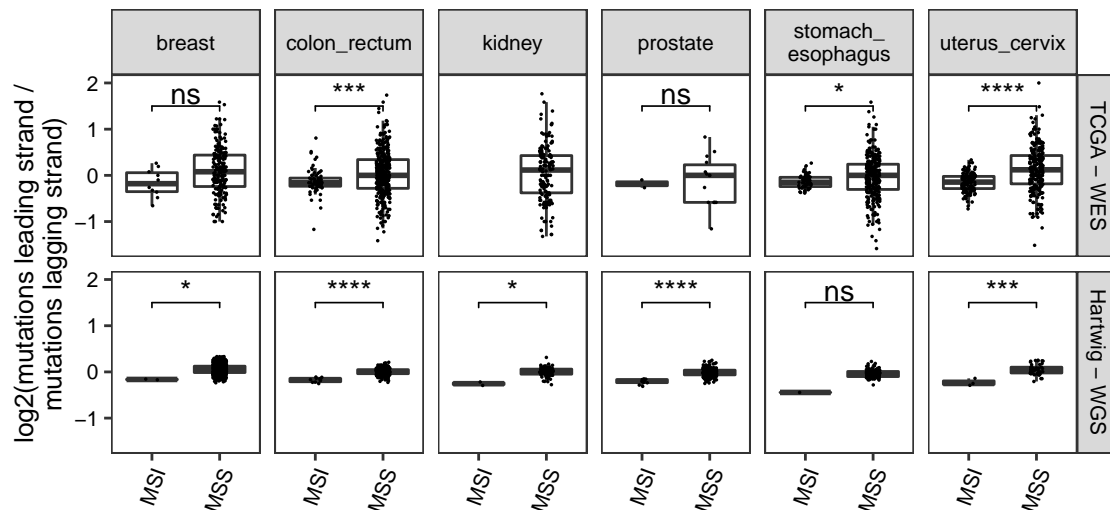 breast colon_rectum kidney prostate stomach_ esophagus uterus_cervix
log2(mutations leading strand /
mutations lagging strand)
2
1
0
−1
ns *** ns * ****
TCGA − WES
2
1
0
−1
* **** * **** ns ***
Hartwig − WGS
MSI MSS MSI MSS MSI MSS MSI MSS MSI MSS MSI MSS